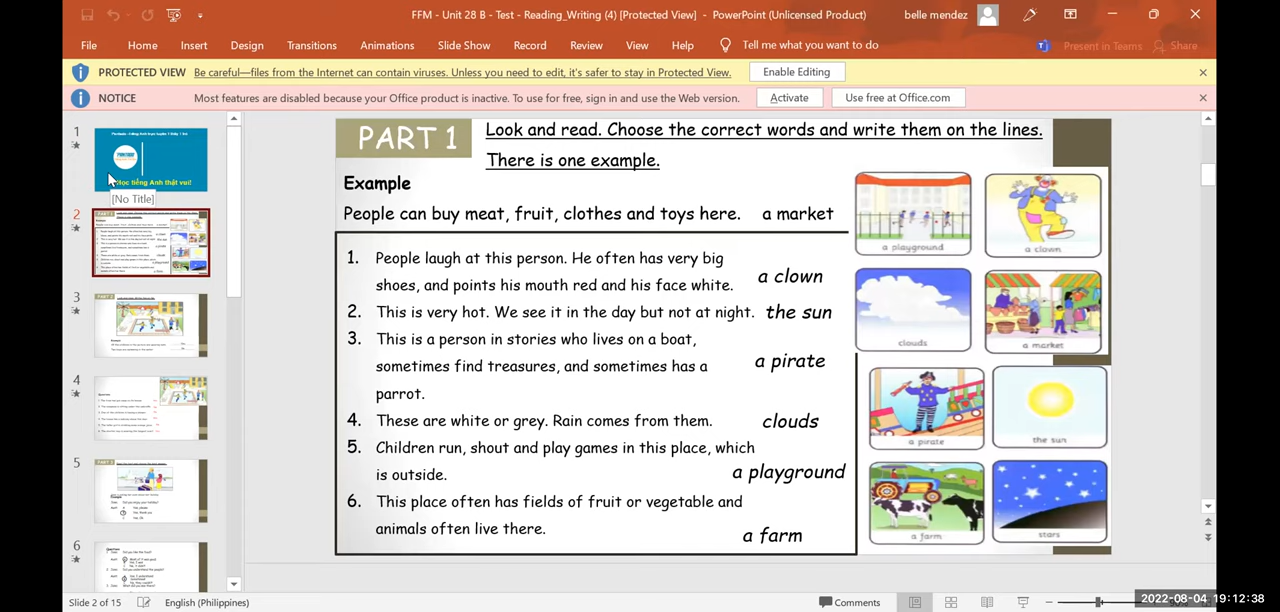 FFM - Unit 28 B - Test - Reading_Writing (4) [Protected View] - PowerPoint (Unlicensed Product)
belle mendez
File Home Insert Design Transitions Animations Slide Show Record Review View Help Tell me what you want to do Present in Teams Share
PROTECTED VIEW Be careful—files from the Internet can contain viruses. Unless you need to edit, it's safer to stay in Protected View. Enable Editing
NOTICE Most features are disabled because your Office product is inactive. To use for free, sign in and use the Web version. Activate Use free at Office.com
1
Học tiếng Anh thật vui!
[No Title]
2
3
4
5
6
PART 1
Look and read. Choose the correct words and write them on the lines.
There is one example.
Example
People can buy meat, fruit, clothes and toys here. a market
1. People laugh at this person. He often has very big
shoes, and points his mouth red and his face white. a clown
2. This is very hot. We see it in the day but not at night. the sun
3. This is a person in stories who lives on a boat,
sometimes find treasures, and sometimes has a
parrot.
a pirate
4. These are white or grey. Rain comes from them. clouds
5. Children run, shout and play games in this place, which
is outside. a playground
6. This place often has fields of fruit or vegetable and
animals often live there. a farm
a playground
a clown
clouds
a market
a pirate
the sun
a farm
stars
Slide 2 of 15 English (Philippines) Comments
2022-08-04 19:12:38